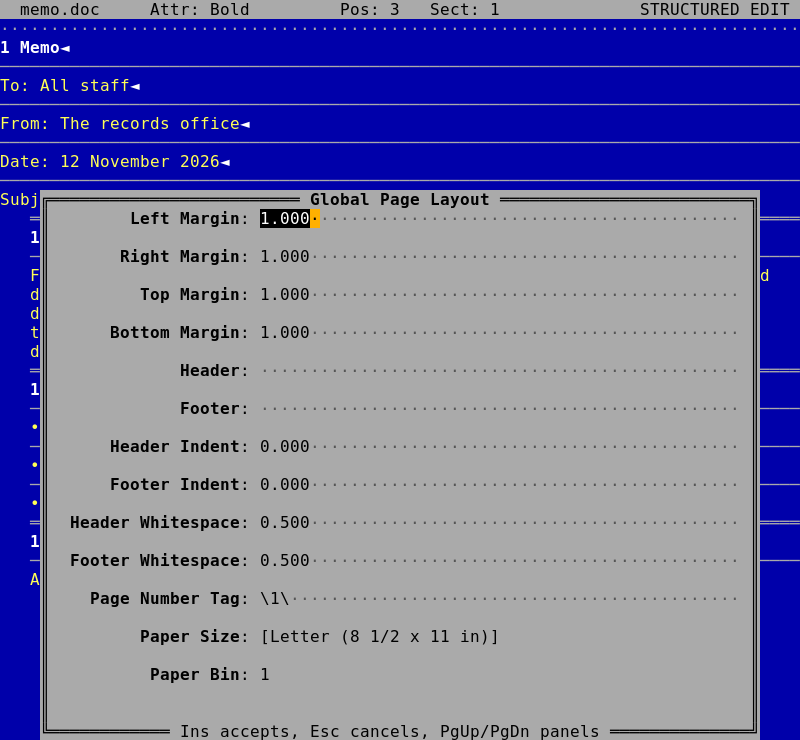 memo.doc Attr: Bold Pos: 3 Sect: 1 STRUCTURED EDIT
1 Memo◄
To: All staff◄
From: The records office◄
Date: 12 November 2026◄
Subj
Global Page Layout
Left Margin: 1.000
1
Right Margin: 1.000
F d
Top Margin: 1.000
d
d
Bottom Margin: 1.000
t
d
Header:
1
Footer:
•
Header Indent: 0.000
•
Footer Indent: 0.000
•
Header Whitespace: 0.500
1
Footer Whitespace: 0.500
A
Page Number Tag: \1\
Paper Size: [Letter (8 1/2 x 11 in)]
Paper Bin: 1
Ins accepts, Esc cancels, PgUp/PgDn panels